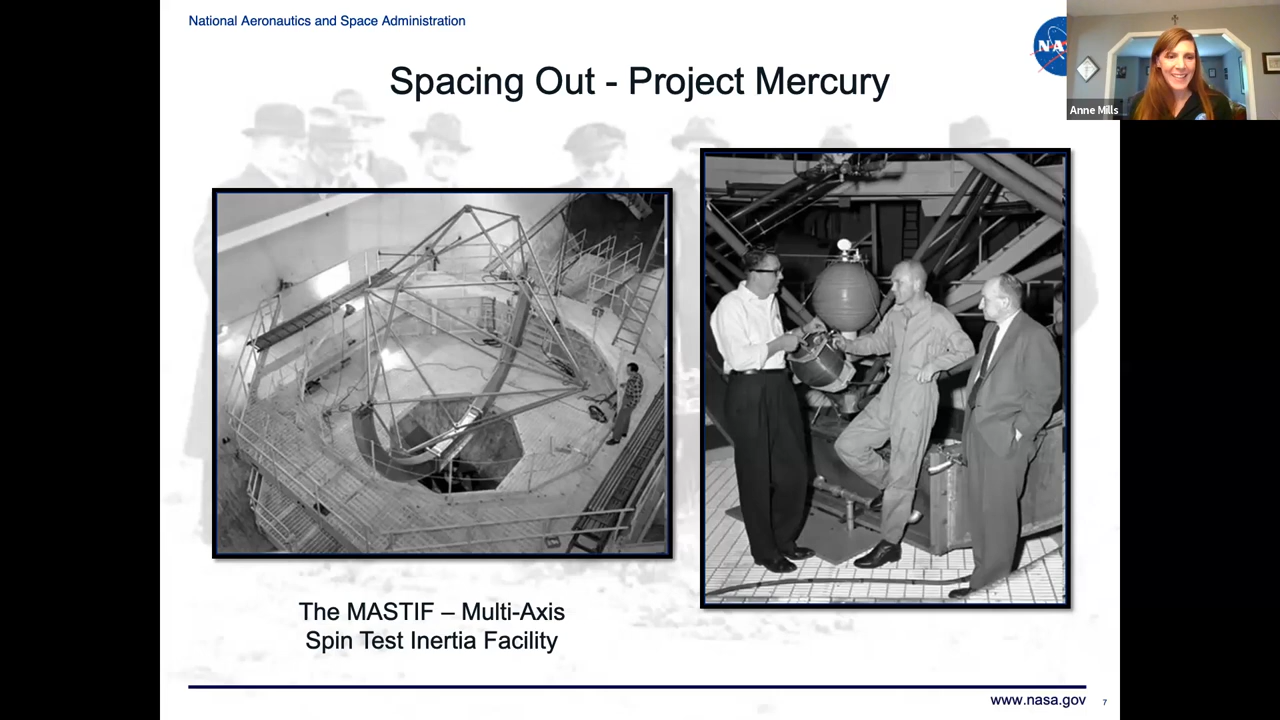 National Aeronautics and Space Administration
Spacing Out - Project Mercury
Anne Mills
The MASTIF – Multi-Axis
Spin Test Inertia Facility
www.nasa.gov
7